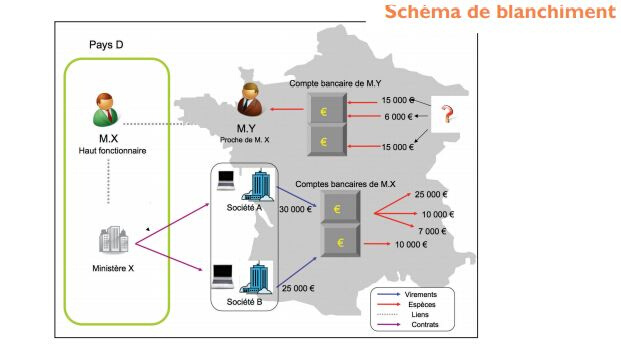 Schéma de blanchiment
Pays D
M.X
Haut fonctionnaire
Ministère X
Compte bancaire de M.Y
M.Y
Proche de M. X
€
€
15 000 €
6 000 €
15 000 €
?
Société A
30 000 €
Comptes bancaires de M.X
€
€
25 000 €
10 000 €
7 000 €
10 000 €
Société B
25 000 €
Virements
Espèces
Liens
Contrats